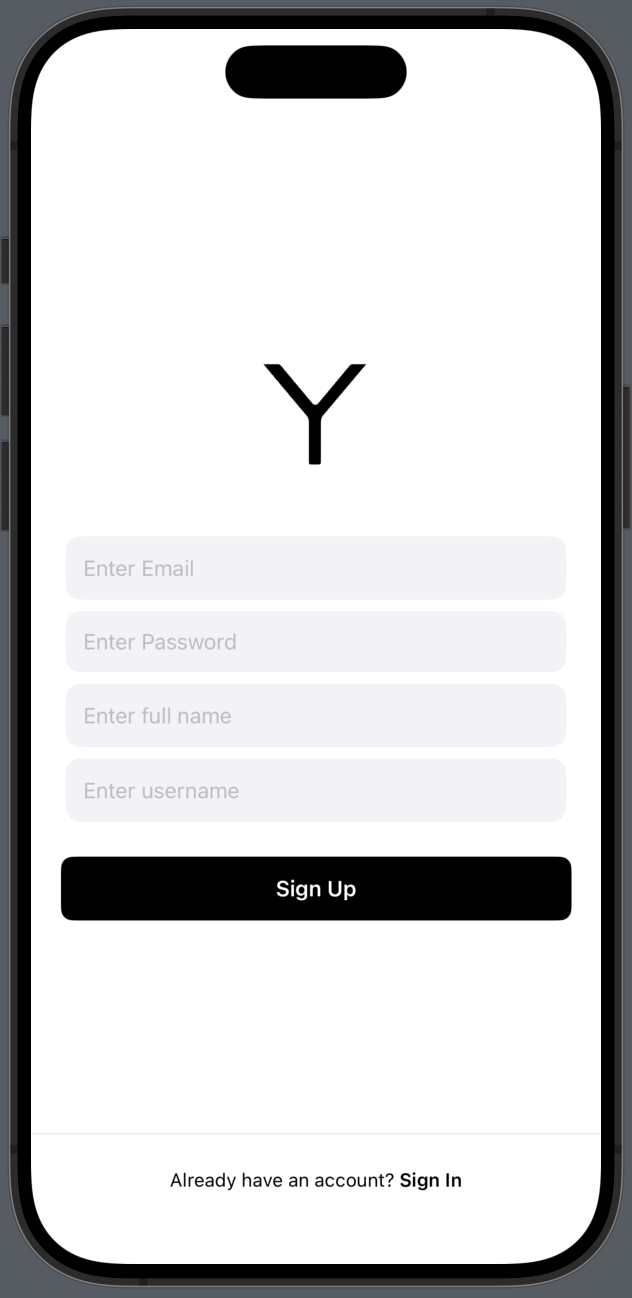 Y
Enter Email
Enter Password
Enter full name
Enter username
Sign Up
Already have an account? Sign In